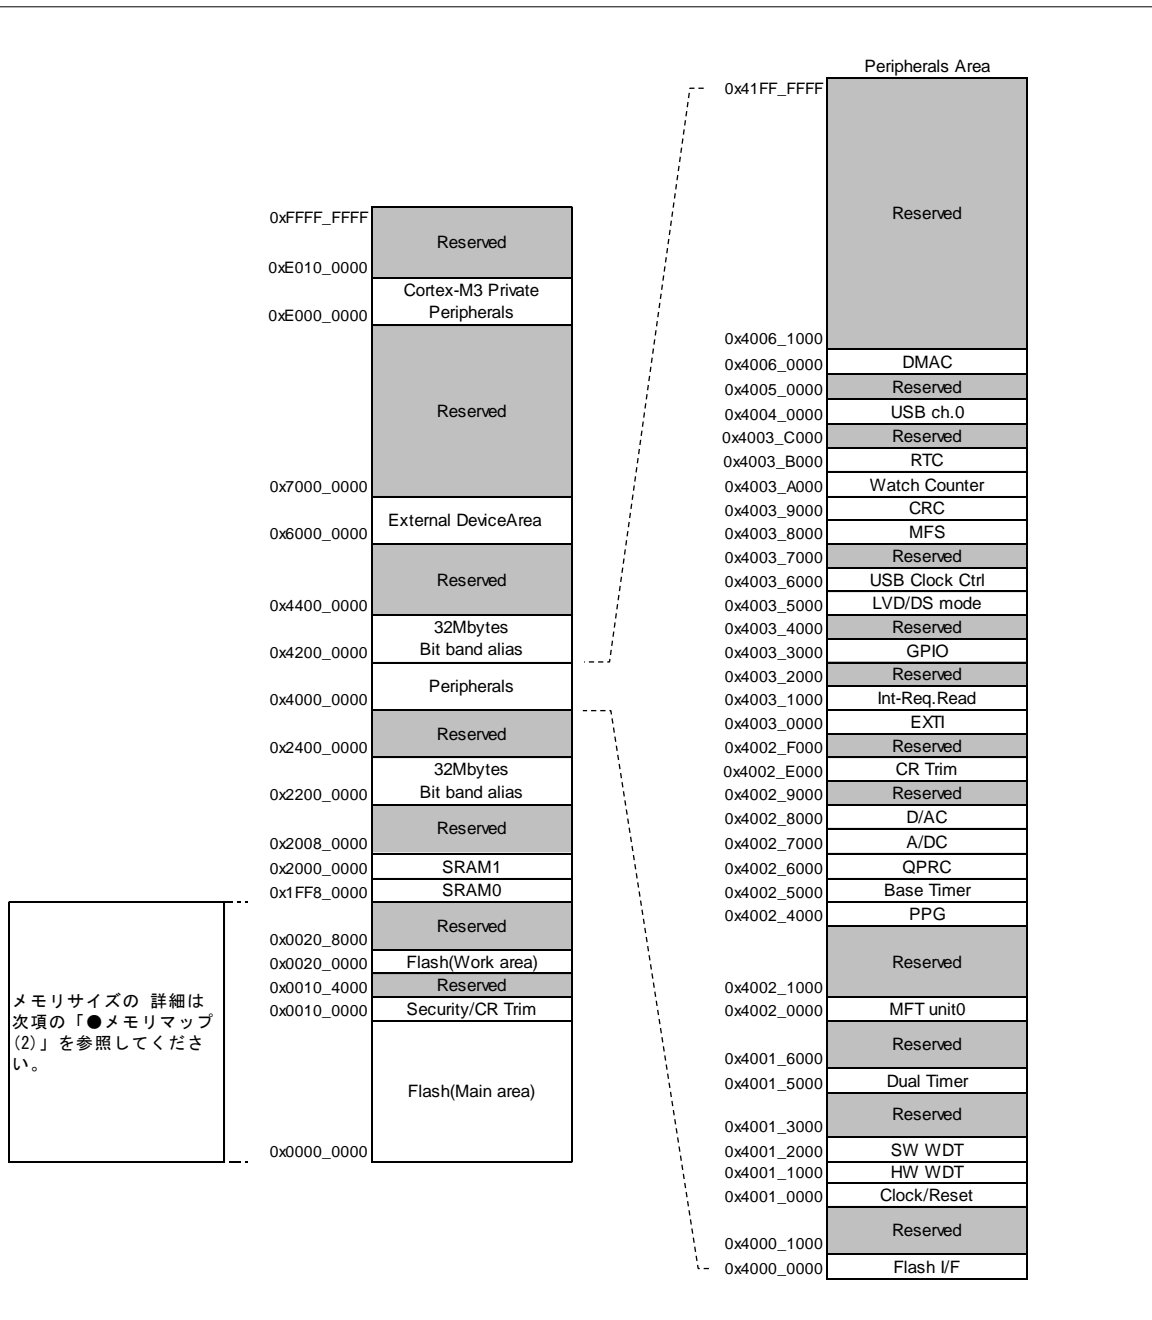 Peripherals Area
0x41FF_FFFF
Reserved
0x4006_1000
0x4006_0000 DMAC
0x4005_0000 Reserved
0x4004_0000 USB ch.0
0x4003_C000 Reserved
0x4003_B000 RTC
0x4003_A000 Watch Counter
0x4003_9000 CRC
0x4003_8000 MFS
0x4003_7000 Reserved
0x4003_6000 USB Clock Ctrl
0x4003_5000 LVD/DS mode
0x4003_4000 Reserved
0x4003_3000 GPIO
0x4003_2000 Reserved
0x4003_1000 Int-Req.Read
0x4003_0000 EXTI
0x4002_F000 Reserved
0x4002_E000 CR Trim
0x4002_9000 Reserved
0x4002_8000 D/AC
0x4002_7000 A/DC
0x4002_6000 QPRC
0x4002_5000 Base Timer
0x4002_4000 PPG
Reserved
0x4002_1000
0x4002_0000 MFT unit0
Reserved
0x4001_6000
0x4001_5000 Dual Timer
Reserved
0x4001_3000
0x4001_2000 SW WDT
0x4001_1000 HW WDT
0x4001_0000 Clock/Reset
Reserved
0x4000_1000
0x4000_0000 Flash I/F
0xFFFF_FFFF
Reserved
0xE010_0000
Cortex-M3 Private
0xE000_0000 Peripherals
Reserved
0x7000_0000
External DeviceArea
0x6000_0000
Reserved
0x4400_0000
32Mbytes
0x4200_0000 Bit band alias
Peripherals
0x4000_0000
Reserved
0x2400_0000
32Mbytes
0x2200_0000 Bit band alias
Reserved
0x2008_0000
0x2000_0000 SRAM1
0x1FF8_0000 SRAM0
Reserved
0x0020_8000
0x0020_0000 Flash(Work area)
0x0010_4000 Reserved
0x0010_0000 Security/CR Trim
Flash(Main area)
0x0000_0000
メモリサイズの 詳細は
次項の「●メモリマップ
(2)」を参照してくださ
い。